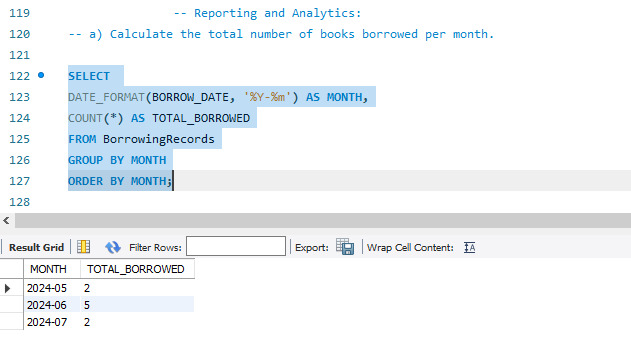 119 -- Reporting and Analytics:
120 -- a) Calculate the total number of books borrowed per month.
121
122 SELECT
123 DATE_FORMAT(BORROW_DATE, '%Y-%m') AS MONTH,
124 COUNT(*) AS TOTAL_BORROWED
125 FROM BorrowingRecords
126 GROUP BY MONTH
127 ORDER BY MONTH;
128
Result Grid Filter Rows: Export: Wrap Cell Content: IA
MONTH TOTAL_BORROWED
2024-05 2
2024-06 5
2024-07 2